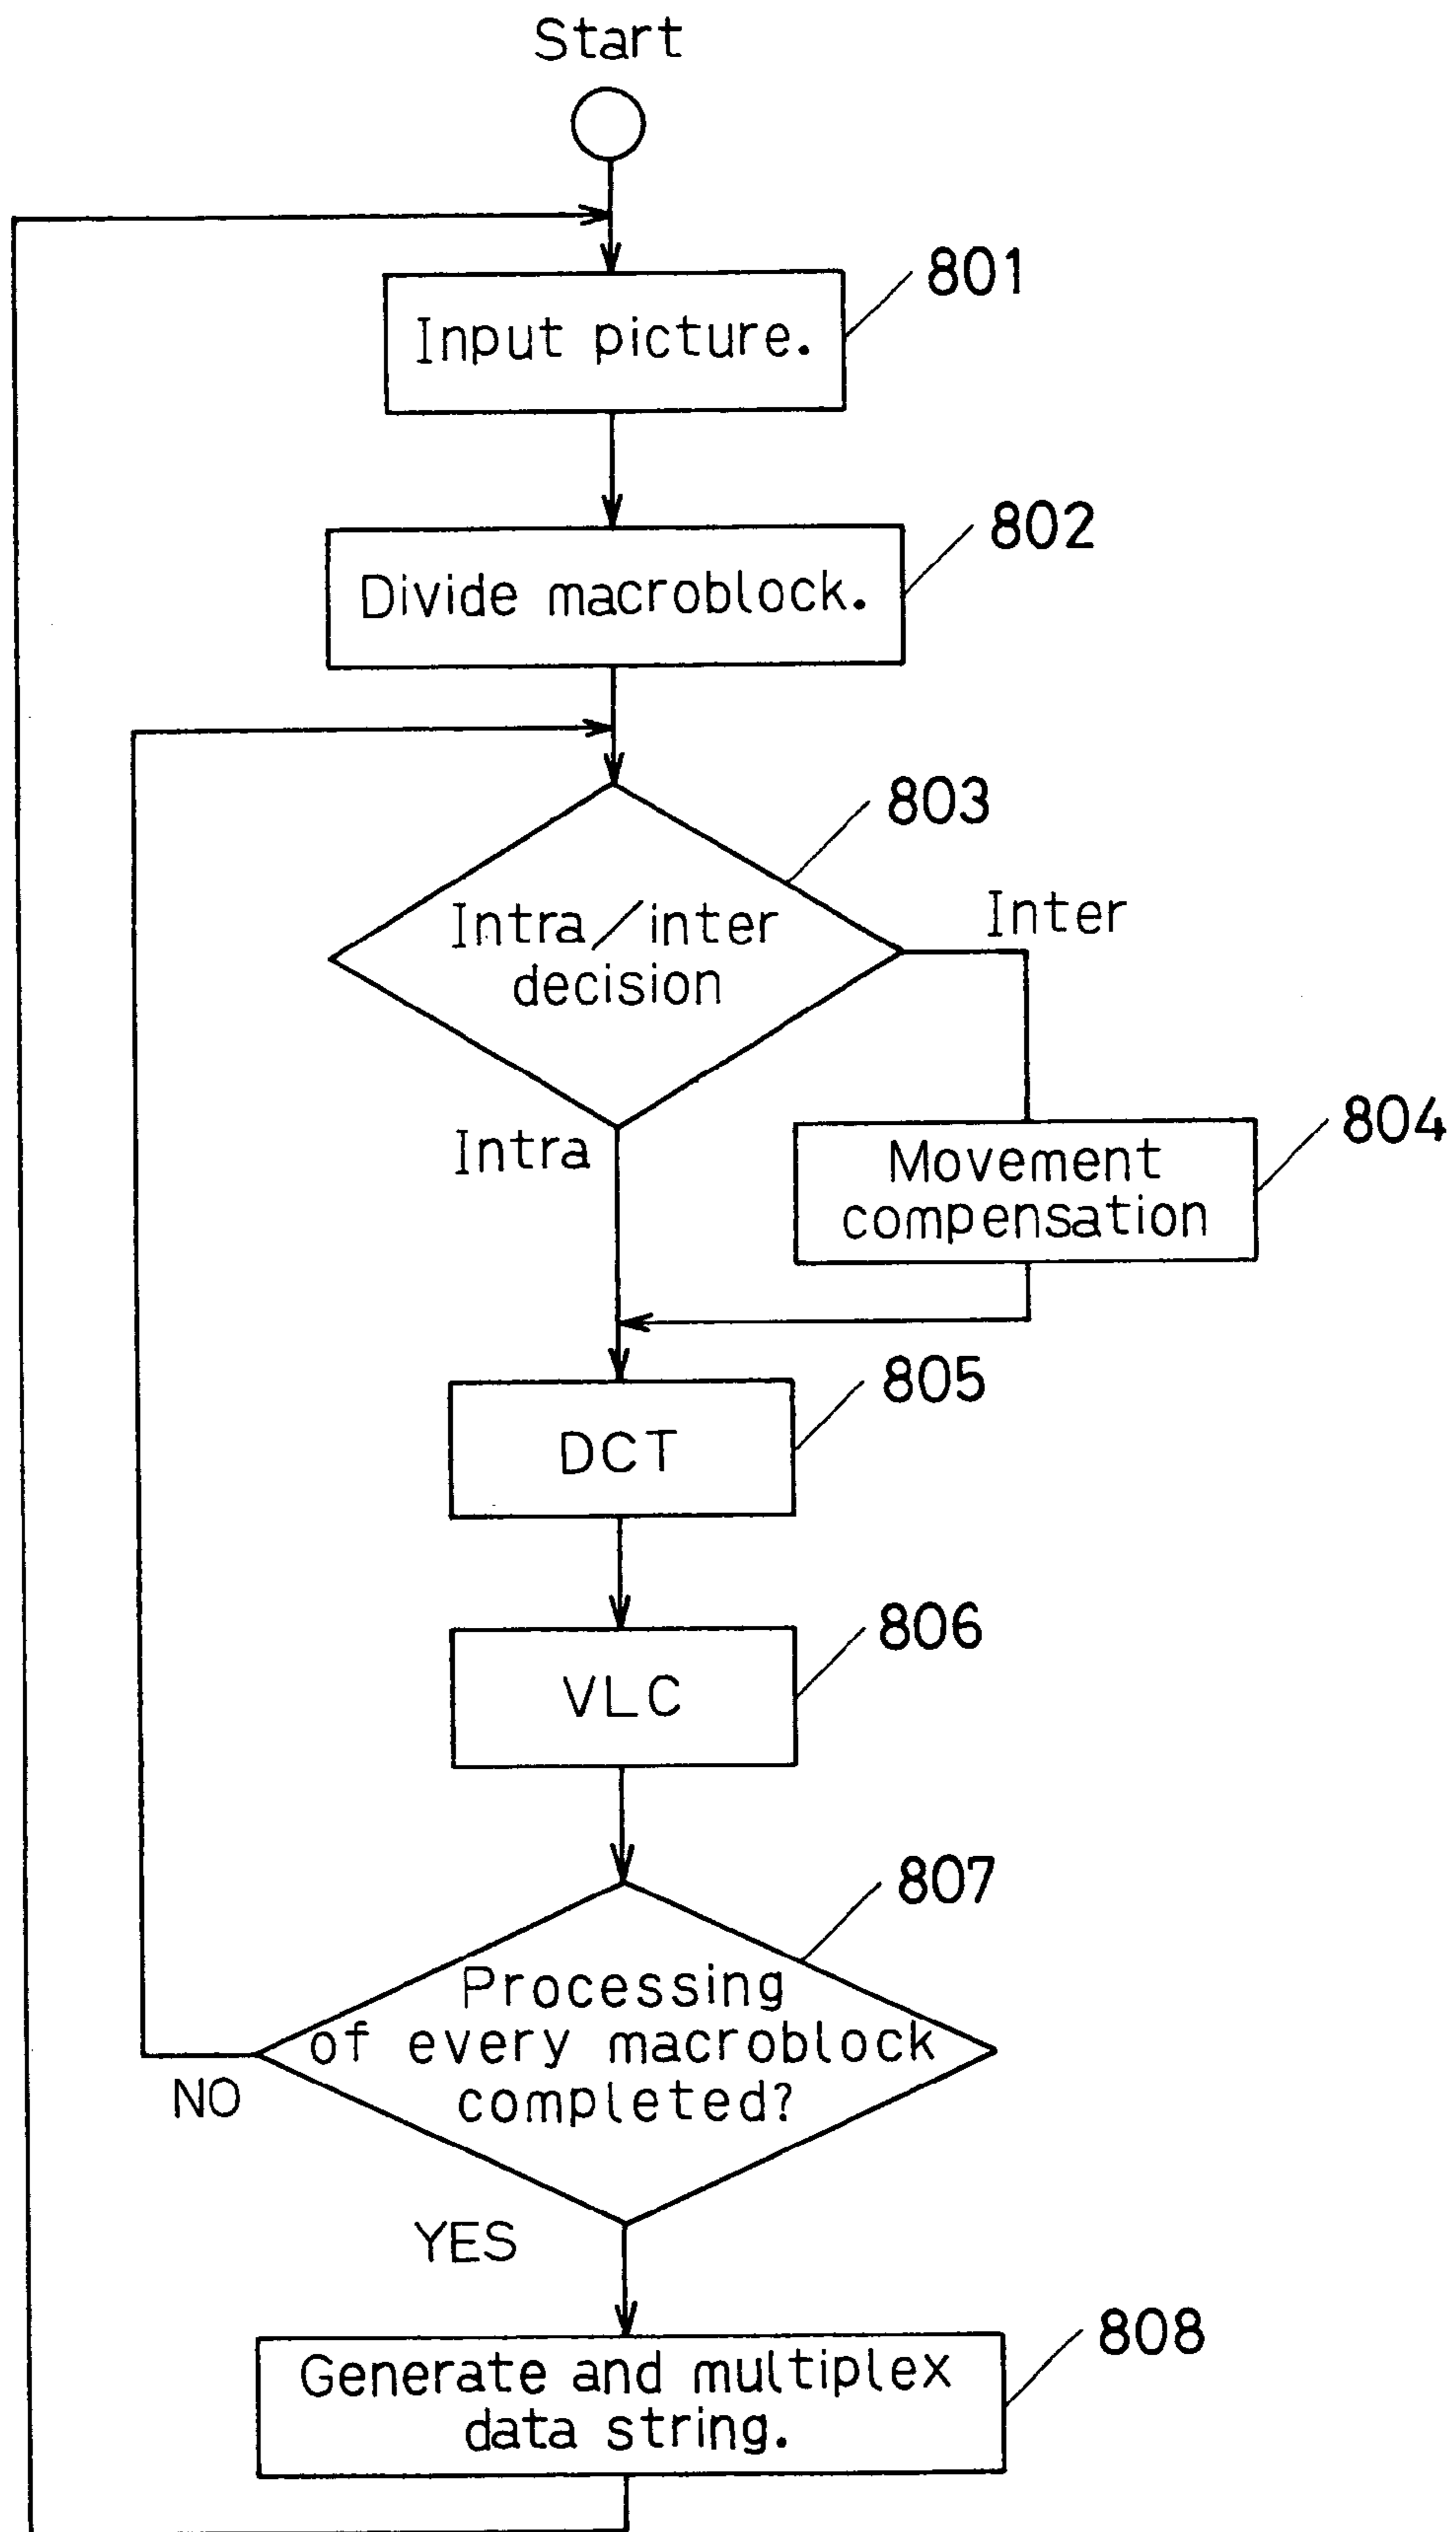 Start
801
Input picture.
802
Divide macroblock.
803
Intra/inter
decision
Inter
Intra
804
Movement
compensation
805
DCT
806
VLC
807
Processing
of every macroblock
completed?
NO
YES
808
Generate and multiplex
data string.